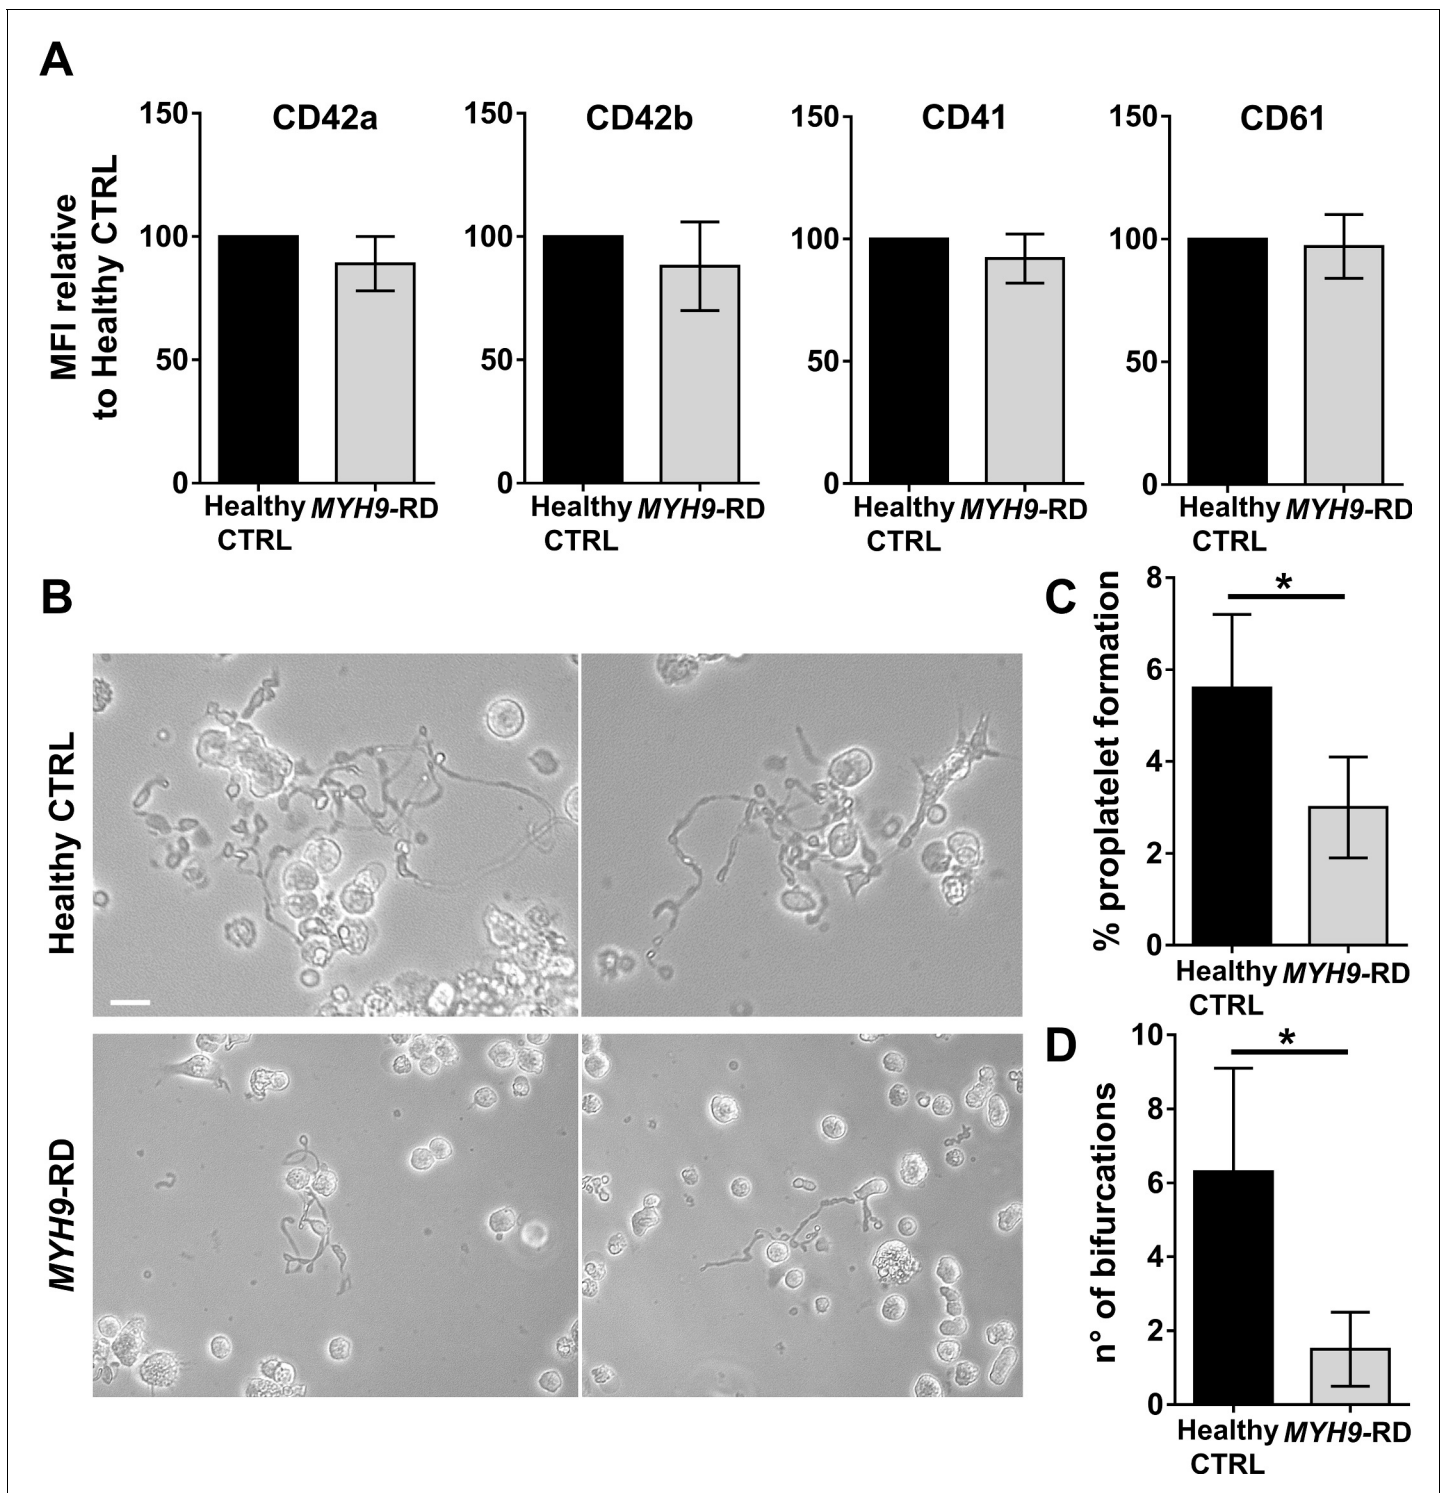 A
CD42a
CD42b
CD41
CD61
MFI relative
to Healthy CTRL
150
100
50
0
Healthy
CTRL
MYH9-RD
150
100
50
0
Healthy
CTRL
MYH9-RD
150
100
50
0
Healthy
CTRL
MYH9-RD
150
100
50
0
Healthy
CTRL
MYH9-RD
B
Healthy CTRL
MYH9-RD
C
% proplatelet formation
8
6
4
2
0
*
Healthy
CTRL
MYH9-RD
D
n° of bifurcations
10
8
6
4
2
0
*
Healthy
CTRL
MYH9-RD